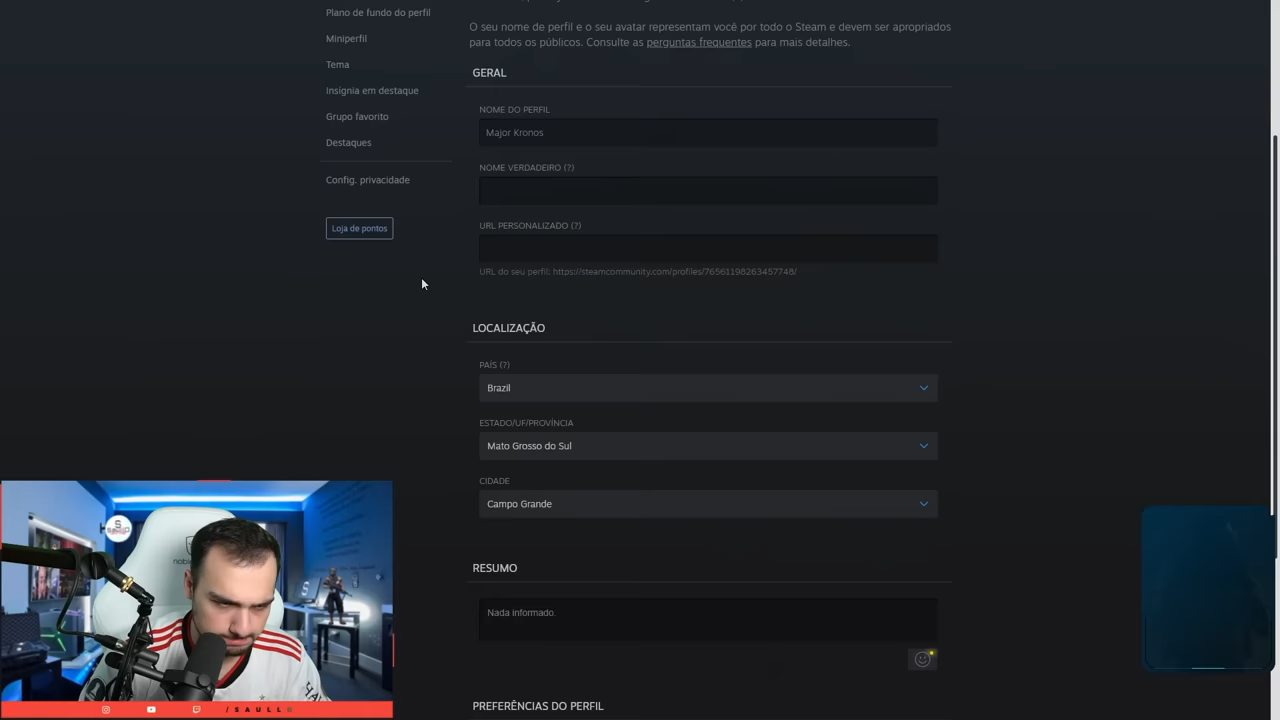 Plano de fundo do perfil
Miniperfil
Tema
Insígnia em destaque
Grupo favorito
Destaques
Config. privacidade
Loja de pontos
O seu nome de perfil e o seu avatar representam você por todo o Steam e devem ser apropriados
para todos os públicos. Consulte as perguntas frequentes para mais detalhes.
GERAL
NOME DO PERFIL
Major Kronos
NOME VERDADEIRO (?)
URL PERSONALIZADO (?)
URL do seu perfil: https://steamcommunity.com/profiles/76561198263457748/
LOCALIZAÇÃO
PAÍS (?)
Brazil
ESTADO/UF/PROVÍNCIA
Mato Grosso do Sul
CIDADE
Campo Grande
RESUMO
Nada informado.
PREFERÊNCIAS DO PERFIL